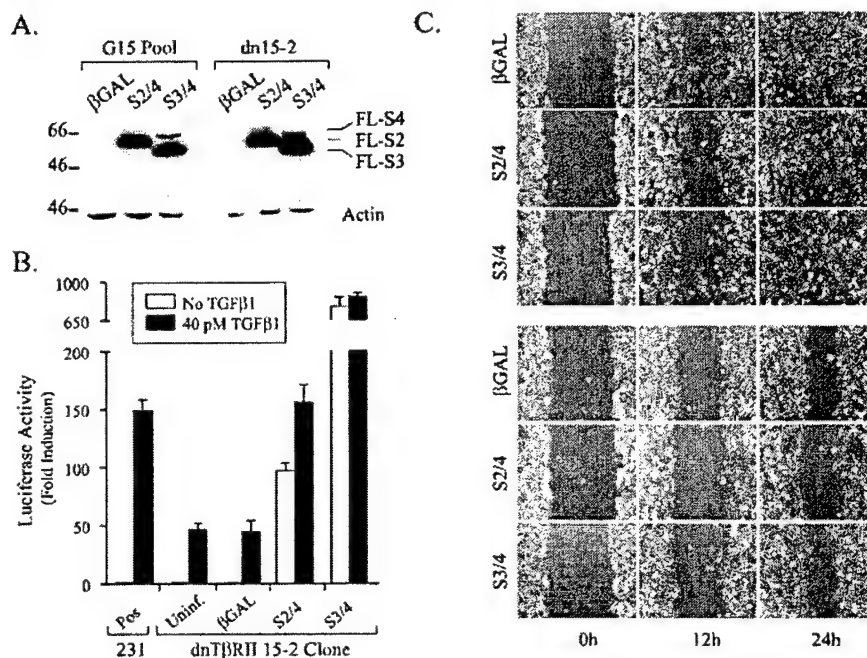 A.
G15 Pool
dn15-2
βGAL S2/4 S3/4
βGAL S2/4 S3/4
66
46
46
FL-S4
FL-S2
FL-S3
Actin
B.
1000
650
200
150
100
50
0
No TGFβ1
40 pM TGFβ1
Luciferase Activity
(Fold Induction)
Pos
Uninf.
βGAL
S2/4
S3/4
231
dnTβRII 15-2 Clone
C.
βGAL
S2/4
S3/4
βGAL
S2/4
S3/4
0h
12h
24h